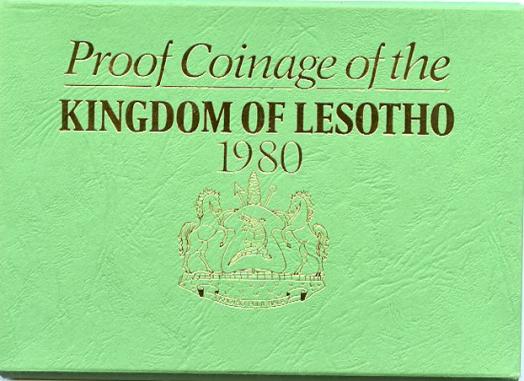 Proof Coinage of the
KINGDOM OF LESOTHO
1980